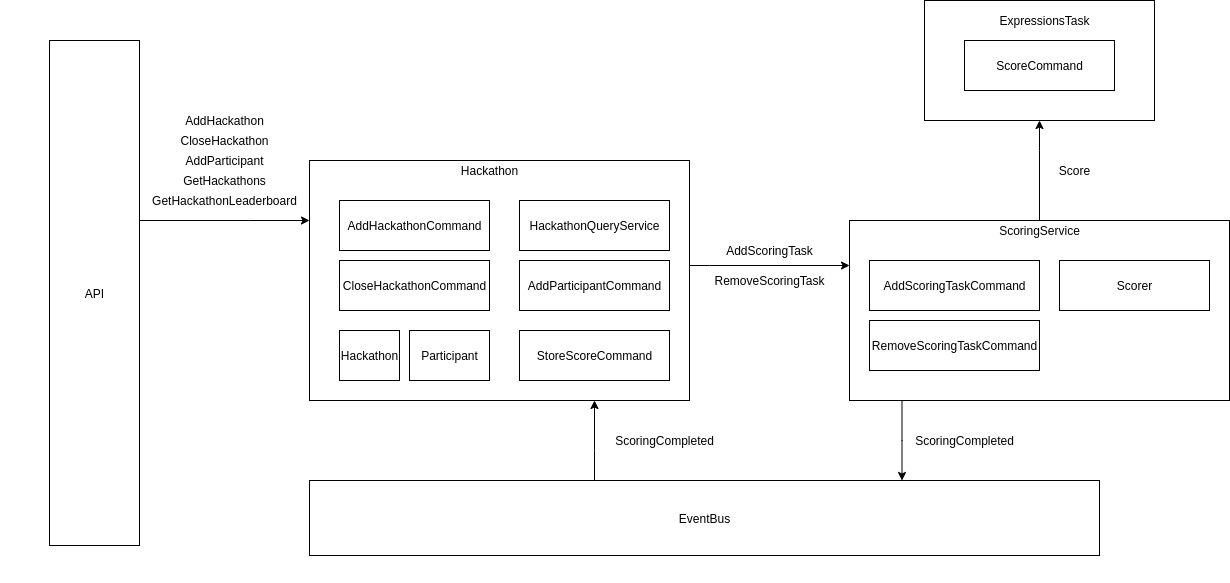 ExpressionsTask
ScoreCommand
AddHackathon
CloseHackathon
AddParticipant
GetHackathons
GetHackathonLeaderboard
API
Hackathon
AddHackathonCommand
HackathonQueryService
CloseHackathonCommand
AddParticipantCommand
Hackathon
Participant
StoreScoreCommand
AddScoringTask
RemoveScoringTask
Score
ScoringService
AddScoringTaskCommand
Scorer
RemoveScoringTaskCommand
ScoringCompleted
ScoringCompleted
EventBus